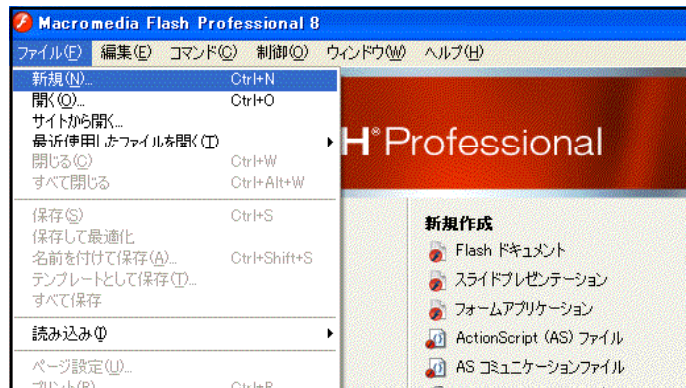 Macromedia Flash Professional 8
ファイル(F) 編集(E) コマンド(C) 制御(O) ウィンドウ(W) ヘルプ(H)
新規(N)... Ctrl+N
開く(O)... Ctrl+O
サイトから開く...
最近使用したファイルを開く(T)
閉じる(C) Ctrl+W
すべて閉じる Ctrl+Alt+W
保存(S) Ctrl+S
保存して最適化
名前を付けて保存(A)... Ctrl+Shift+S
テンプレートとして保存(T)...
すべて保存
読み込み(I)
ページ設定(U)...
プリント(P)... Ctrl+P
H® Professional
新規作成
Flash ドキュメント
スライドプレゼンテーション
フォームアプリケーション
ActionScript (AS) ファイル
AS コミュニケーションファイル